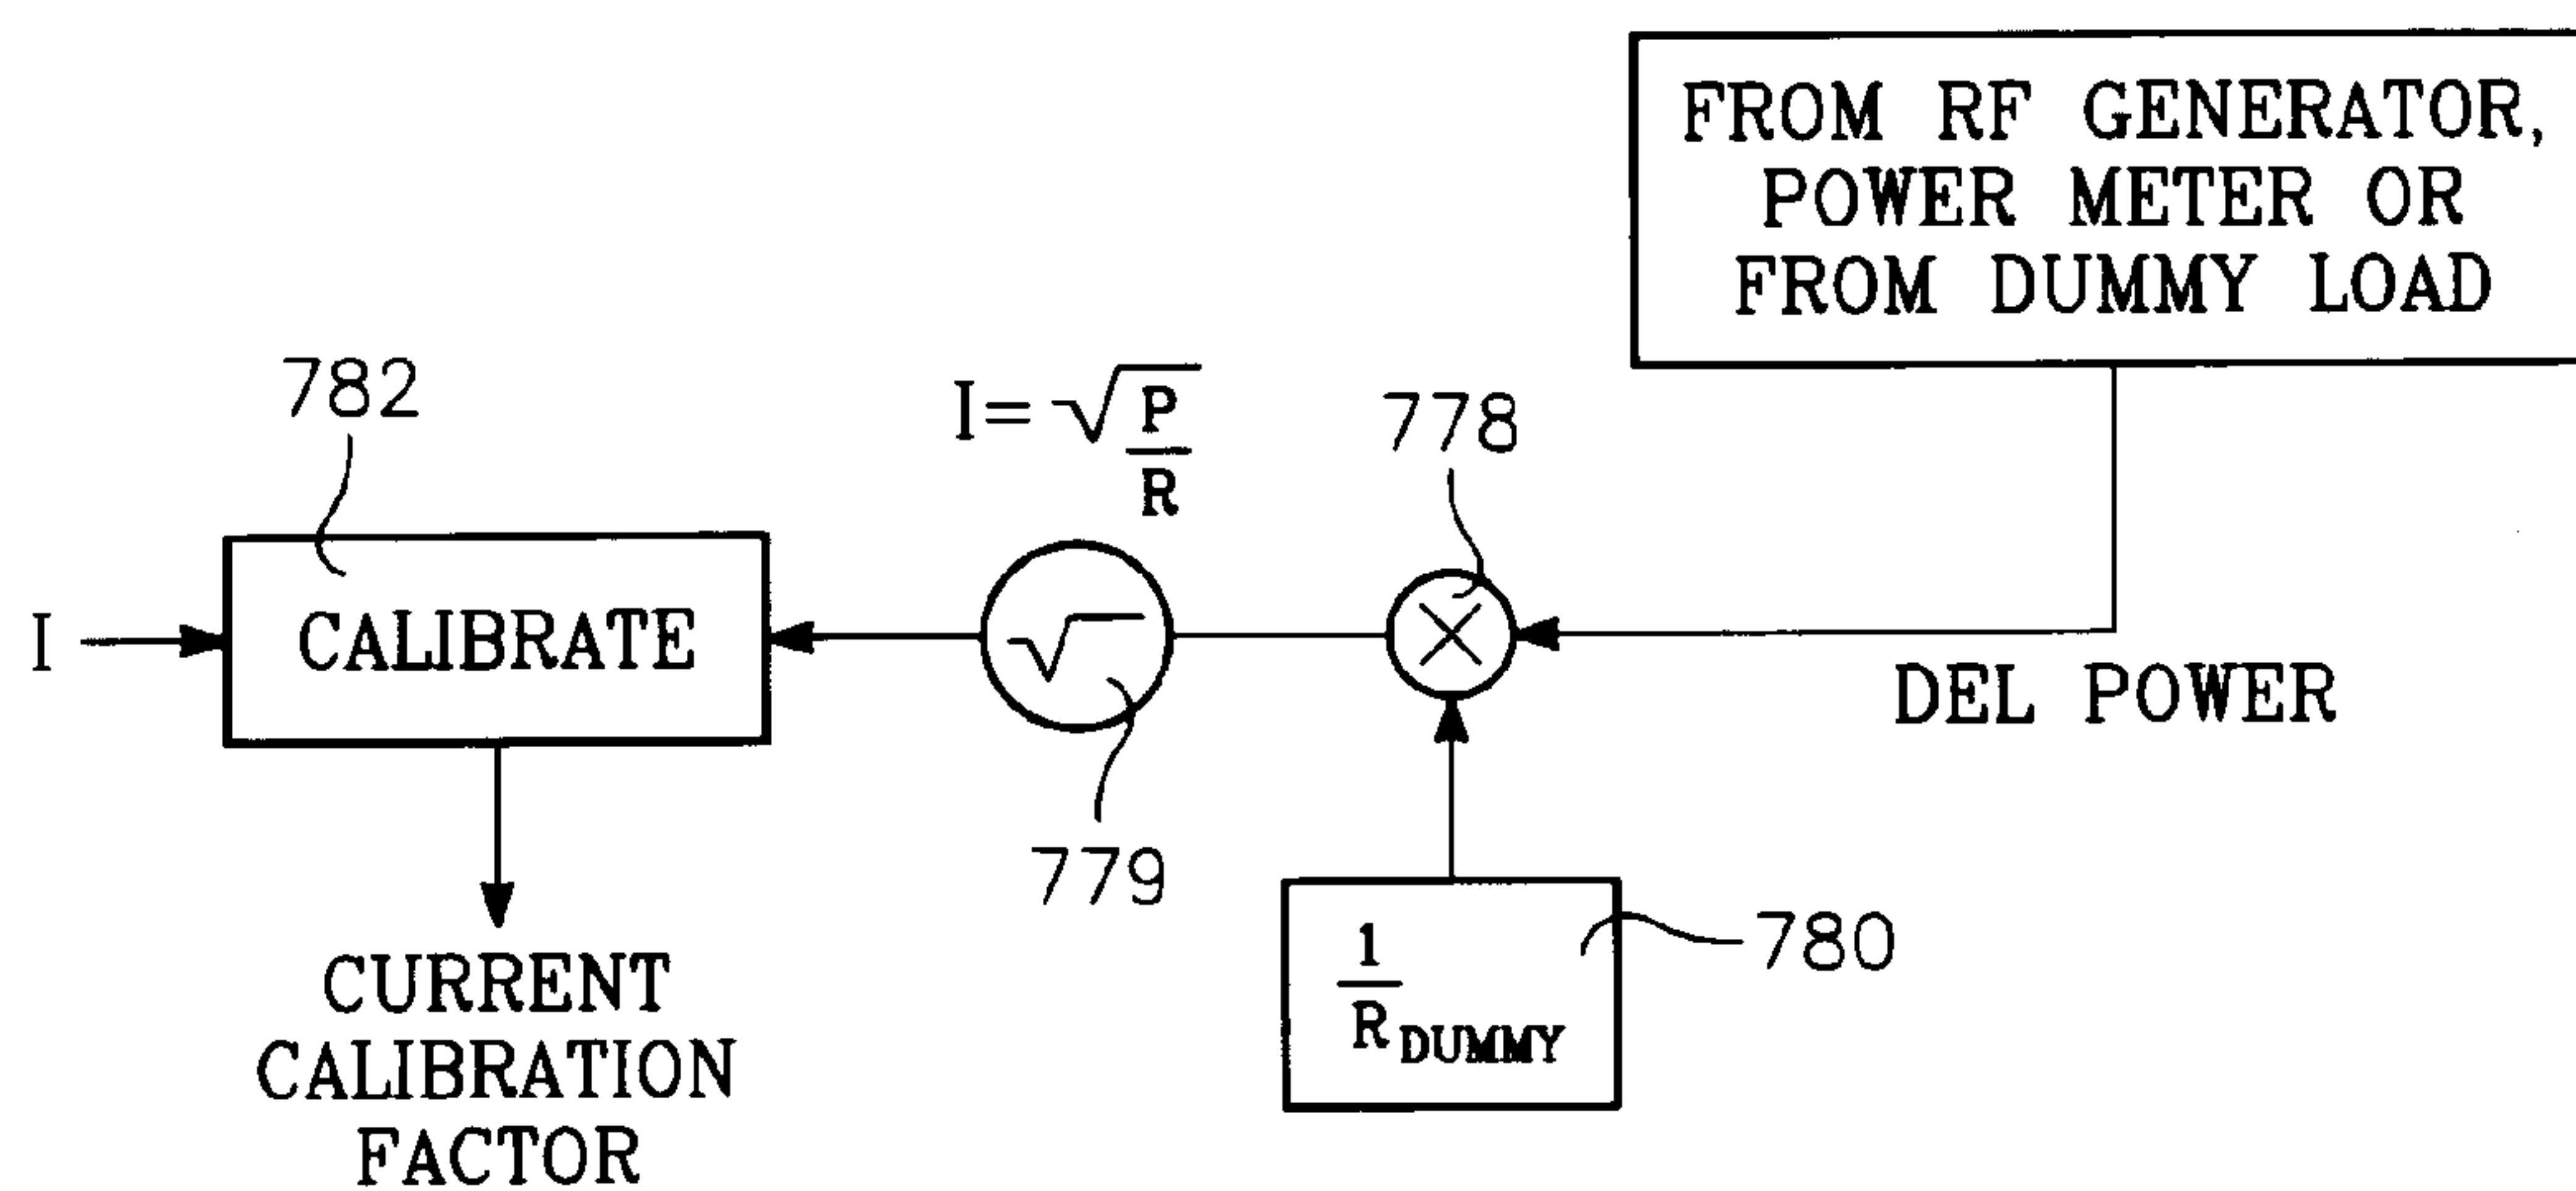 FROM RF GENERATOR,
POWER METER OR
FROM DUMMY LOAD
782
I = √(P/R)
778
I
CALIBRATE
√
×
DEL POWER
779
780
1/R DUMMY
CURRENT
CALIBRATION
FACTOR